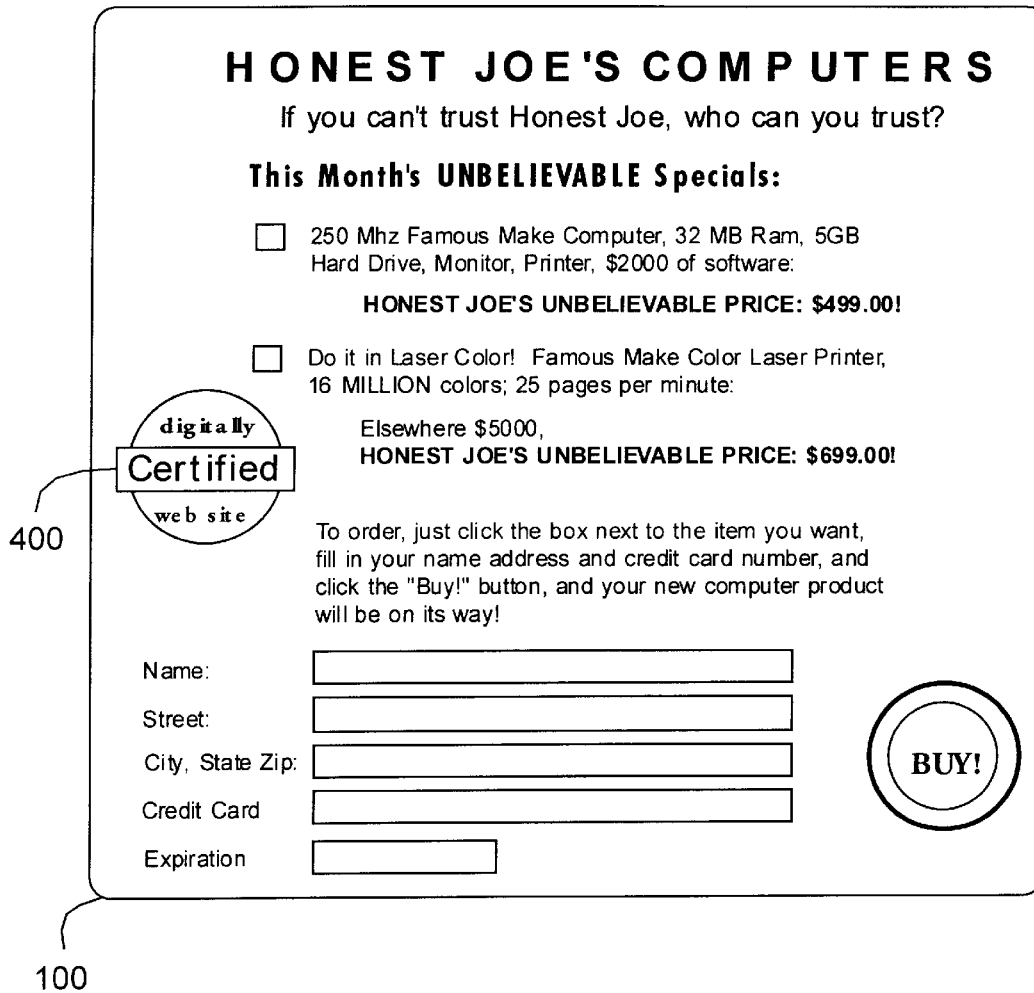 HONEST JOE'S COMPUTERS
If you can't trust Honest Joe, who can you trust?
This Month's UNBELIEVABLE Specials:
250 Mhz Famous Make Computer, 32 MB Ram, 5GB
Hard Drive, Monitor, Printer, $2000 of software:
HONEST JOE'S UNBELIEVABLE PRICE: $499.00!
Do it in Laser Color! Famous Make Color Laser Printer,
16 MILLION colors; 25 pages per minute:
Elsewhere $5000,
HONEST JOE'S UNBELIEVABLE PRICE: $699.00!
digitally
Certified
web site
400
To order, just click the box next to the item you want,
fill in your name address and credit card number, and
click the "Buy!" button, and your new computer product
will be on its way!
Name:
Street:
City, State Zip:
Credit Card
Expiration
BUY!
100